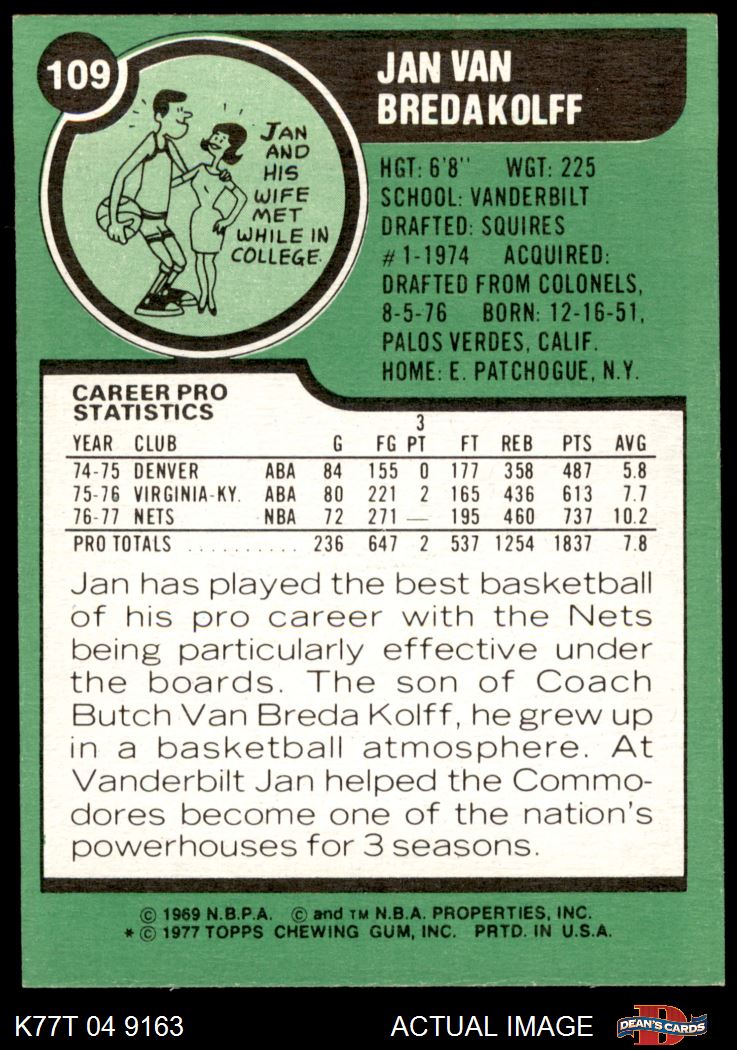 109
JAN VAN
BREDA KOLFF
JAN
AND
HIS
WIFE
MET
WHILE IN
COLLEGE.
HGT: 6'8'' WGT: 225
SCHOOL: VANDERBILT
DRAFTED: SQUIRES
#1-1974 ACQUIRED:
DRAFTED FROM COLONELS,
8-5-76 BORN: 12-16-51,
PALOS VERDES, CALIF.
HOME: E. PATCHOGUE, N.Y.
CAREER PRO
STATISTICS
YEAR CLUB G FG 3 PT FT REB PTS AVG
74-75 DENVER ABA 84 155 0 177 358 487 5.8
75-76 VIRGINIA-KY. ABA 80 221 2 165 436 613 7.7
76-77 NETS NBA 72 271 — 195 460 737 10.2
PRO TOTALS .......... 236 647 2 537 1254 1837 7.8
Jan has played the best basketball
of his pro career with the Nets
being particularly effective under
the boards. The son of Coach
Butch Van Breda Kolff, he grew up
in a basketball atmosphere. At
Vanderbilt Jan helped the Commo-
dores become one of the nation's
powerhouses for 3 seasons.
© 1969 N.B.P.A. © and TM N.B.A. PROPERTIES, INC.
* © 1977 TOPPS CHEWING GUM, INC. PRTD. IN U.S.A.
K77T 04 9163 ACTUAL IMAGE D DEAN'S CARDS